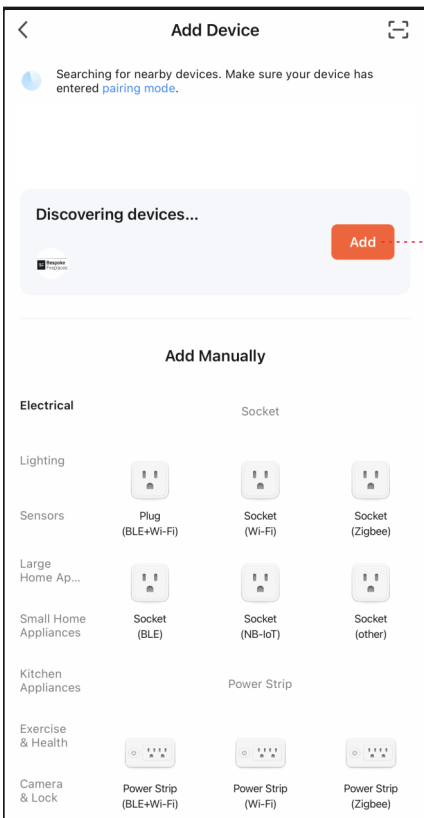 Add Device
Searching for nearby devices. Make sure your device has
entered pairing mode.
Discovering devices...
Add
Bespoke
Fireplaces
Add Manually
Electrical
Socket
Lighting
Sensors
Plug
(BLE+Wi-Fi)
Socket
(Wi-Fi)
Socket
(Zigbee)
Large
Home Ap...
Small Home
Appliances
Socket
(BLE)
Socket
(NB-IoT)
Socket
(other)
Kitchen
Appliances
Power Strip
Exercise
& Health
Camera
& Lock
Power Strip
(BLE+Wi-Fi)
Power Strip
(Wi-Fi)
Power Strip
(Zigbee)